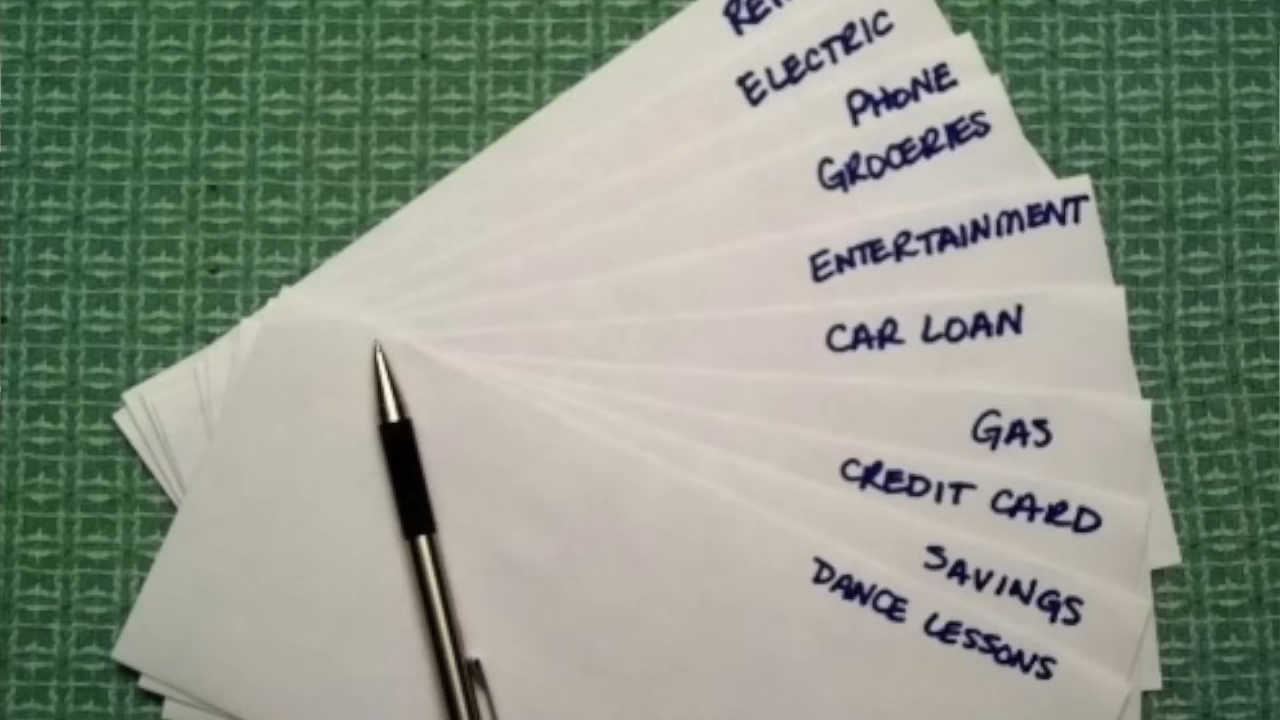 ELECTRIC
PHONE
GROCERIES
ENTERTAINMENT
CAR LOAN
GAS
CREDIT CARD
SAVINGS
DANCE LESSONS